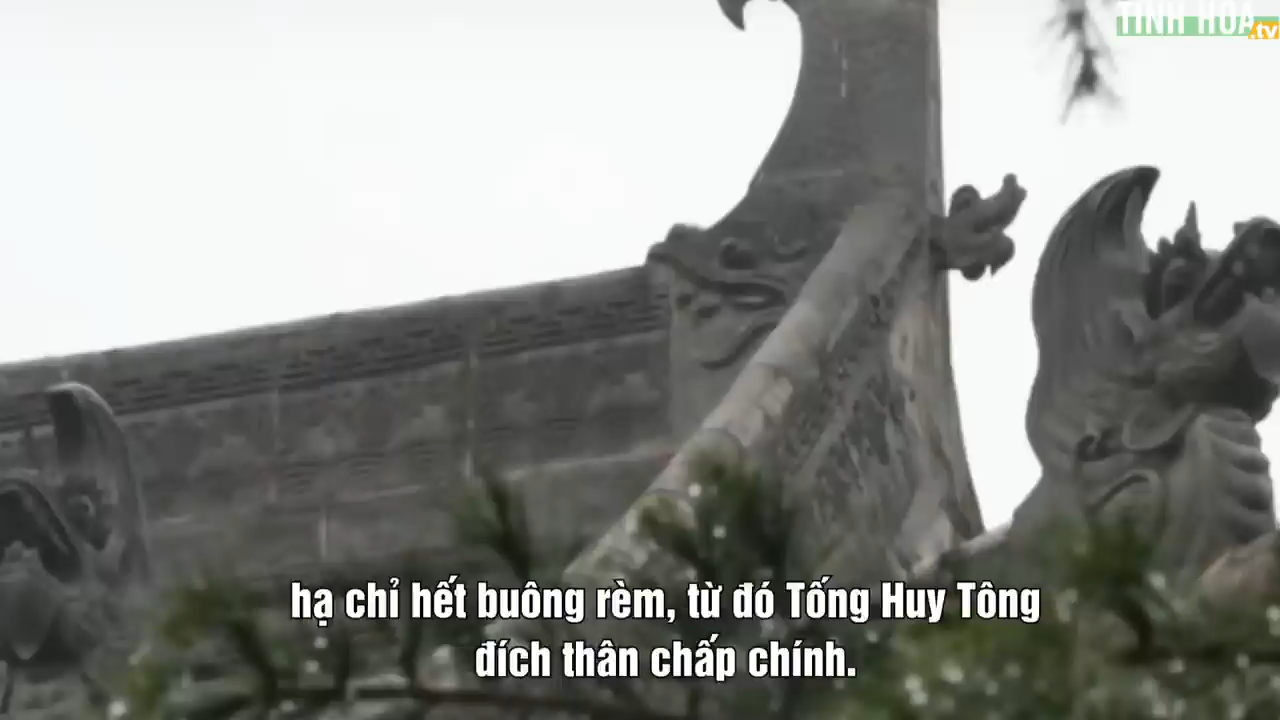 TINH HOA
.tv
hạ chỉ hết buông rèm, từ đó Tống Huy Tông
đích thân chấp chính.